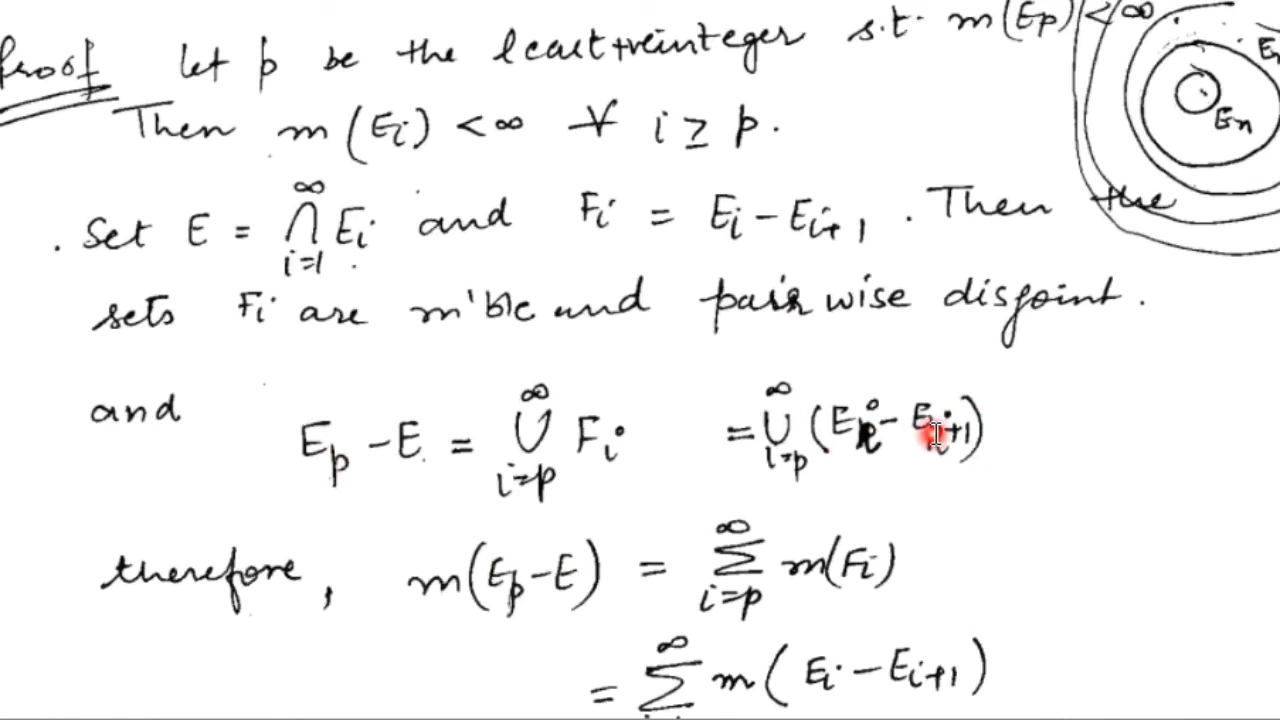 Proof Let p be the least +ve integer s.t. m(Ep) < ∞
Then m(Ei) < ∞ ∀ i ≥ p.
. Set E = ∞⋂i=1 Ei and Fi = Ei − Ei+1 . Then the
sets Fi are m'ble and pairwise disjoint.
and Ep − E = ∞⋃i=p Fi = ∞⋃i=p (Ei − Ei+1)
therefore, m(Ep − E) = ∞∑i=p m(Fi)
= ∞∑ m(Ei − Ei+1)
En